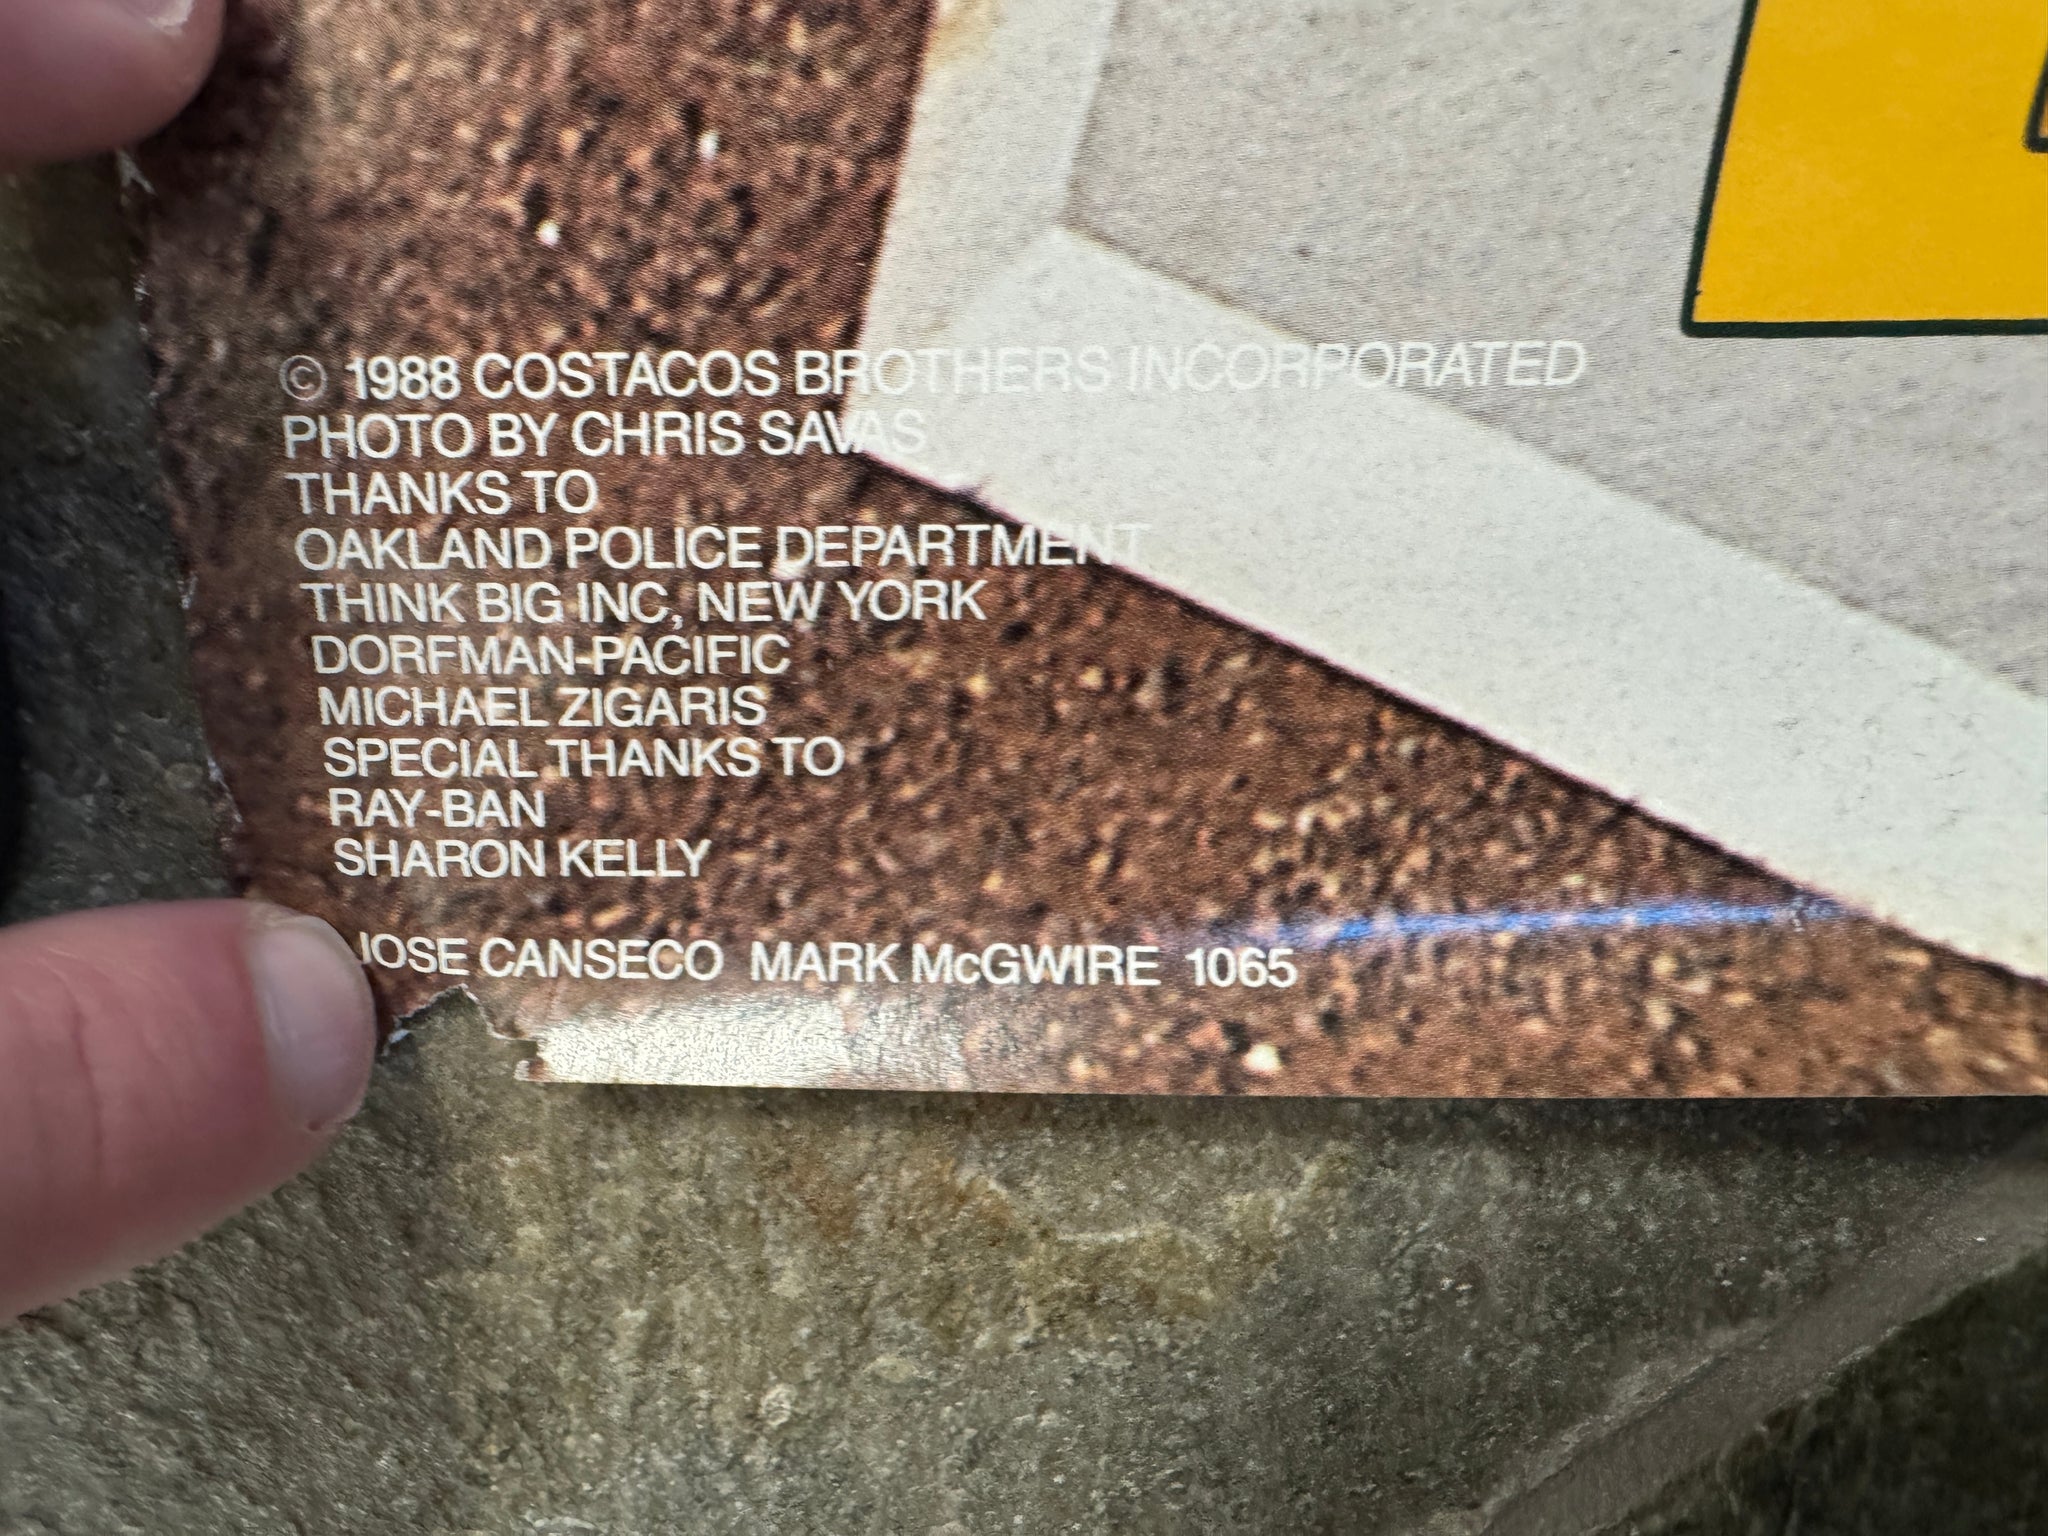 © 1988 COSTACOS BROTHERS INCORPORATED
PHOTO BY CHRIS SAVAS
THANKS TO
OAKLAND POLICE DEPARTMENT
THINK BIG INC, NEW YORK
DORFMAN-PACIFIC
MICHAEL ZIGARIS
SPECIAL THANKS TO
RAY-BAN
SHARON KELLY
JOSE CANSECO MARK McGWIRE 1065